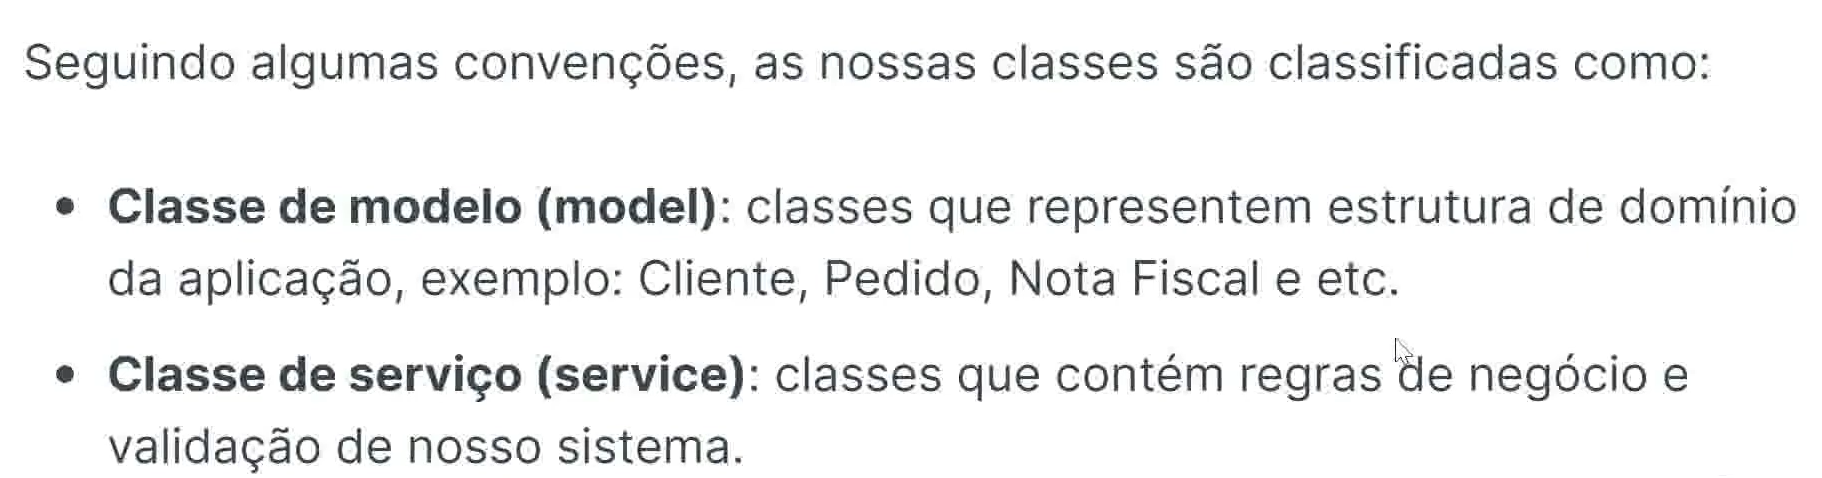 Seguindo algumas convenções, as nossas classes são classificadas como:
• Classe de modelo (model): classes que representem estrutura de domínio
da aplicação, exemplo: Cliente, Pedido, Nota Fiscal e etc.
• Classe de serviço (service): classes que contém regras de negócio e
validação de nosso sistema.